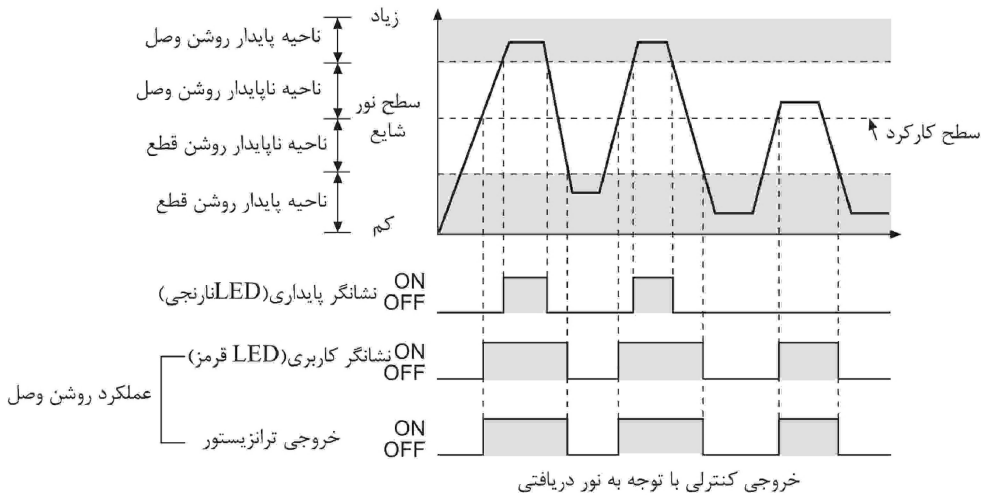 زیاد
ناحیه پایدار روشن وصل
ناحیه ناپایدار روشن وصل
سطح نور
شایع
سطح کارکرد
ناحیه ناپایدار روشن قطع
ناحیه پایدار روشن قطع
کم
نشانگر پایداری(LEDنارنجی)
ON
OFF
نشانگر کاربری(LED قرمز)
ON
OFF
عملکرد روشن وصل
خروجی ترانزیستور
ON
OFF
خروجی کنترلی با توجه به نور دریافتی